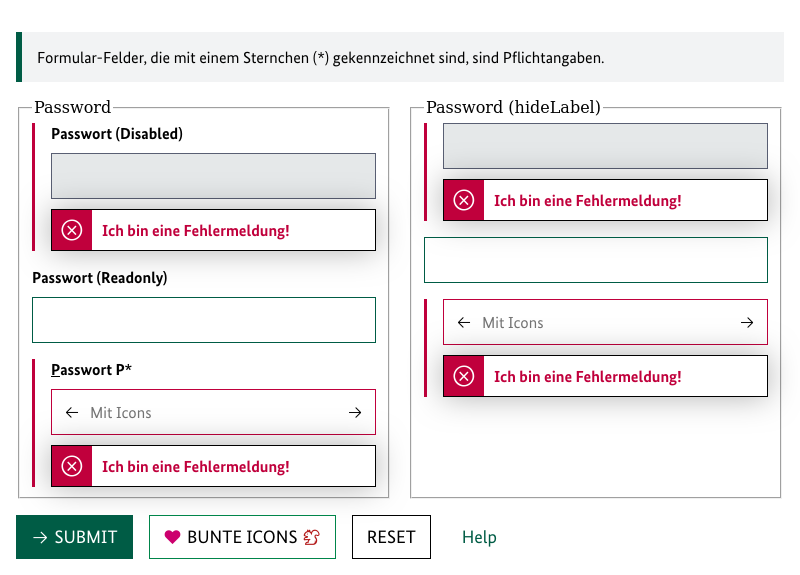 Formular-Felder, die mit einem Sternchen (*) gekennzeichnet sind, sind Pflichtangaben.
Password
Passwort (Disabled)
Ich bin eine Fehlermeldung!
Passwort (Readonly)
Passwort P*
Mit Icons
Ich bin eine Fehlermeldung!
Password (hideLabel)
Ich bin eine Fehlermeldung!
Mit Icons
Ich bin eine Fehlermeldung!
SUBMIT
BUNTE ICONS
RESET
Help